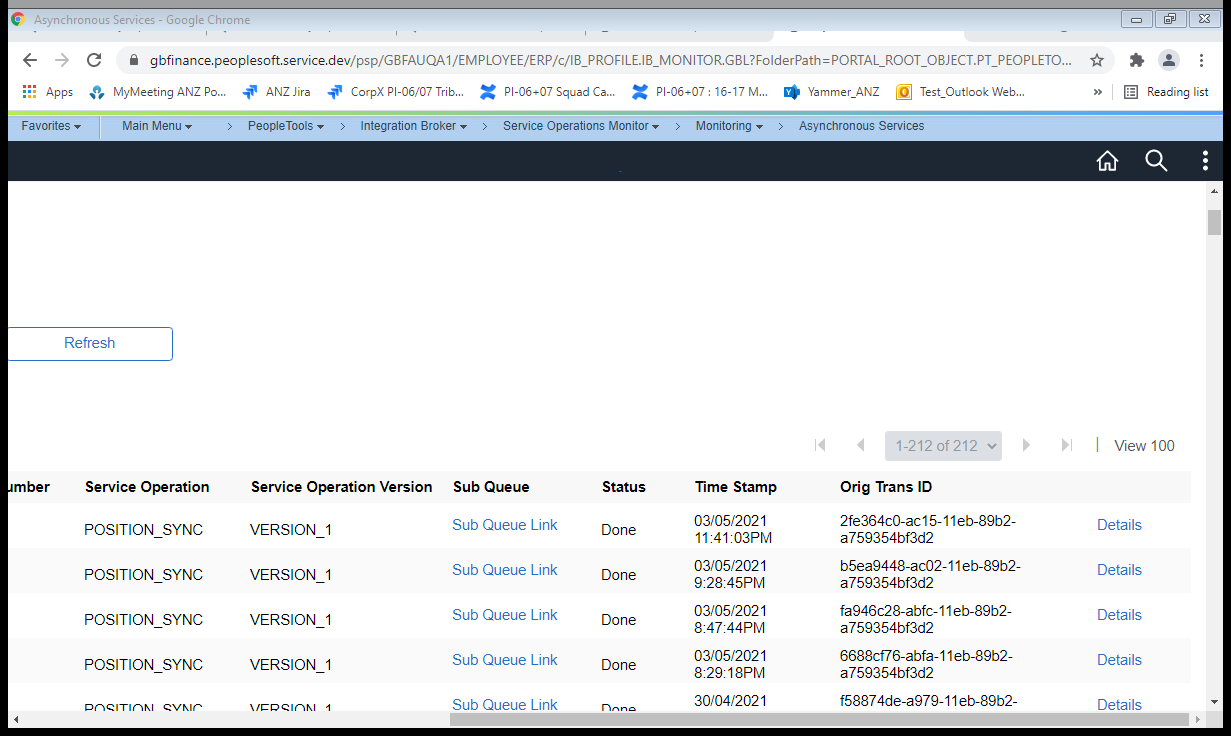 Asynchronous Services - Google Chrome
gbfinance.peoplesoft.service.dev/psp/GBFAUQA1/EMPLOYEE/ERP/c/IB_PROFILE.IB_MONITOR.GBL?FolderPath=PORTAL_ROOT_OBJECT.PT_PEOPLETO...
Apps MyMeeting ANZ Po... ANZ Jira CorpX PI-06/07 Trib... PI-06+07 Squad Ca... PI-06+07 : 16-17 M... Yammer_ANZ Test_Outlook Web... » Reading list
Favorites Main Menu > PeopleTools > Integration Broker > Service Operations Monitor > Monitoring > Asynchronous Services
Refresh
1-212 of 212 | View 100
umber Service Operation Service Operation Version Sub Queue Status Time Stamp Orig Trans ID
POSITION_SYNC VERSION_1 Sub Queue Link Done 03/05/2021 2fe364c0-ac15-11eb-89b2- Details
11:41:03PM a759354bf3d2
POSITION_SYNC VERSION_1 Sub Queue Link Done 03/05/2021 b5ea9448-ac02-11eb-89b2- Details
9:28:45PM a759354bf3d2
POSITION_SYNC VERSION_1 Sub Queue Link Done 03/05/2021 fa946c28-abfc-11eb-89b2- Details
8:47:44PM a759354bf3d2
POSITION_SYNC VERSION_1 Sub Queue Link Done 03/05/2021 6688cf76-abfa-11eb-89b2- Details
8:29:18PM a759354bf3d2
POSITION_SYNC VERSION_1 Sub Queue Link Done 30/04/2021 f58874de-a979-11eb-89b2- Details